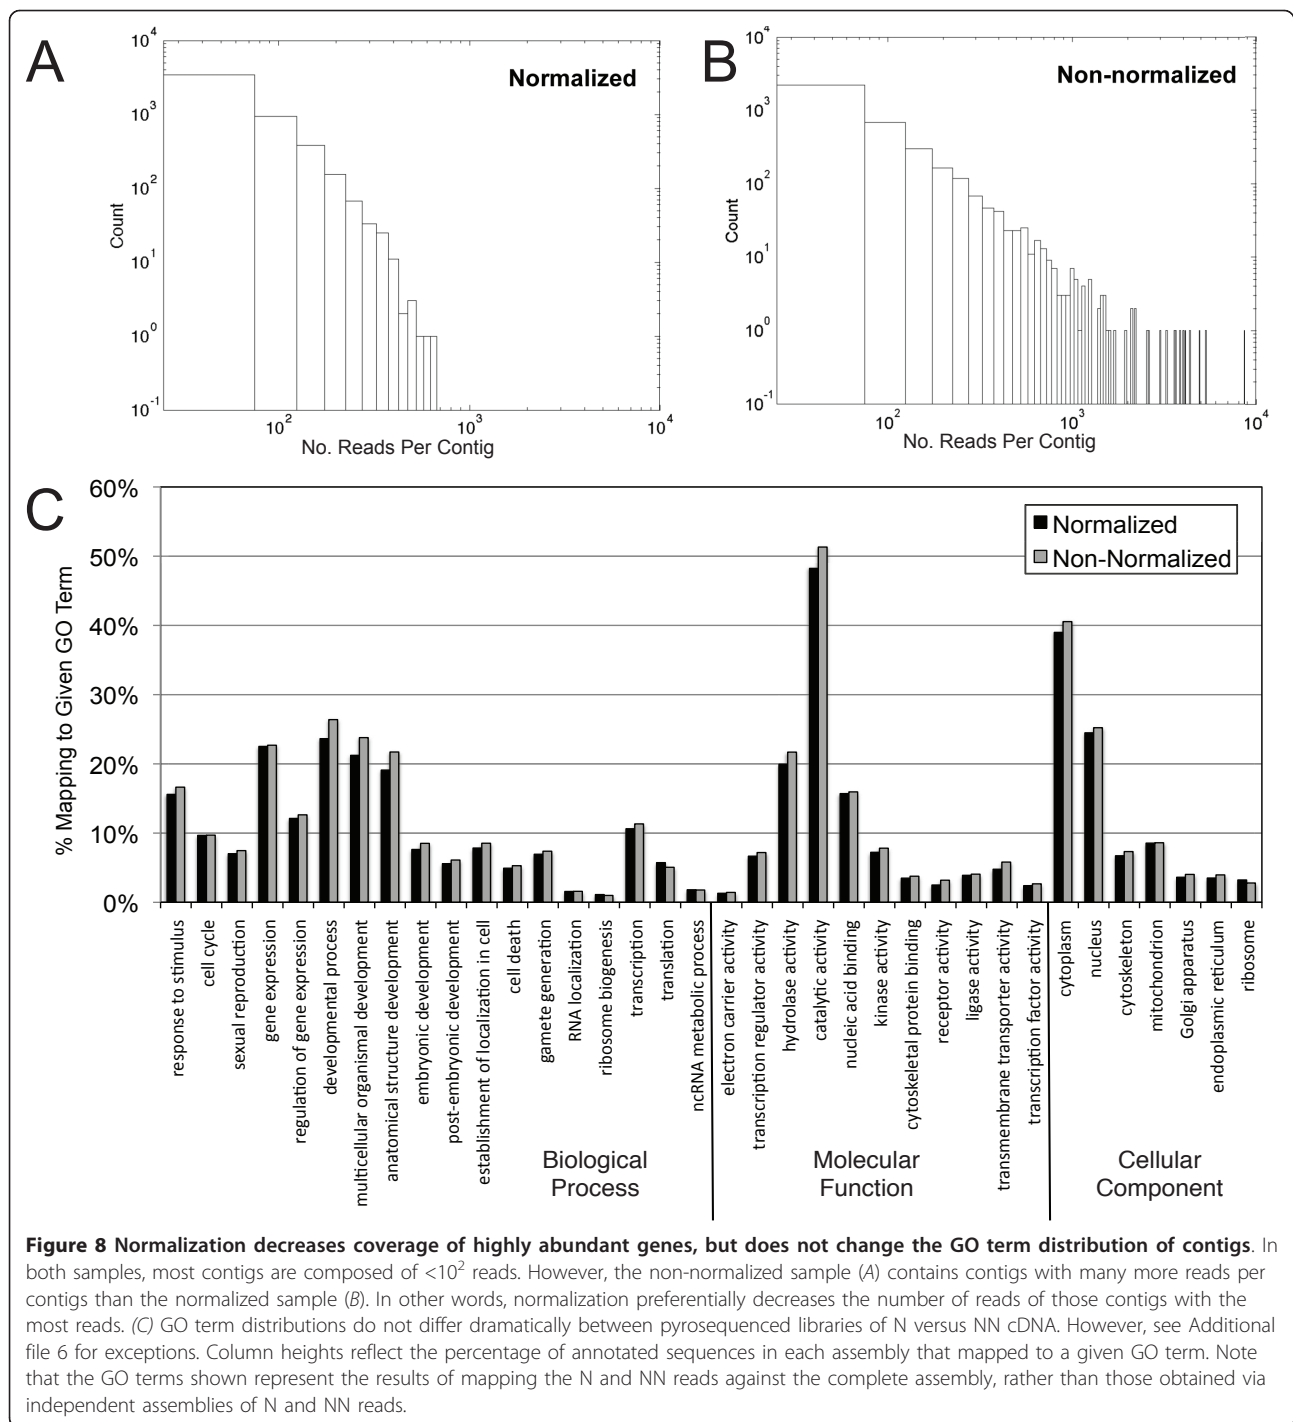 A
Normalized
10^4
10^3
10^2
10^1
10^0
10^-1
Count
10^2
10^3
10^4
No. Reads Per Contig
B
Non-normalized
10^4
10^3
10^2
10^1
10^0
10^-1
Count
10^2
10^3
10^4
No. Reads Per Contig
C
60%
50%
40%
30%
20%
10%
0%
% Mapping to Given GO Term
Normalized
Non-Normalized
response to stimulus
cell cycle
sexual reproduction
gene expression
regulation of gene expression
developmental process
multicellular organismal development
anatomical structure development
embryonic development
post-embryonic development
establishment of localization in cell
cell death
gamete generation
RNA localization
ribosome biogenesis
transcription
translation
ncRNA metabolic process
electron carrier activity
transcription regulator activity
hydrolase activity
catalytic activity
nucleic acid binding
kinase activity
cytoskeletal protein binding
receptor activity
ligase activity
transmembrane transporter activity
transcription factor activity
cytoplasm
nucleus
cytoskeleton
mitochondrion
Golgi apparatus
endoplasmic reticulum
ribosome
Biological
Process
Molecular
Function
Cellular
Component
Figure 8 Normalization decreases coverage of highly abundant genes, but does not change the GO term distribution of contigs. In
both samples, most contigs are composed of <10^2 reads. However, the non-normalized sample (A) contains contigs with many more reads per
contigs than the normalized sample (B). In other words, normalization preferentially decreases the number of reads of those contigs with the
most reads. (C) GO term distributions do not differ dramatically between pyrosequenced libraries of N versus NN cDNA. However, see Additional
file 6 for exceptions. Column heights reflect the percentage of annotated sequences in each assembly that mapped to a given GO term. Note
that the GO terms shown represent the results of mapping the N and NN reads against the complete assembly, rather than those obtained via
independent assemblies of N and NN reads.